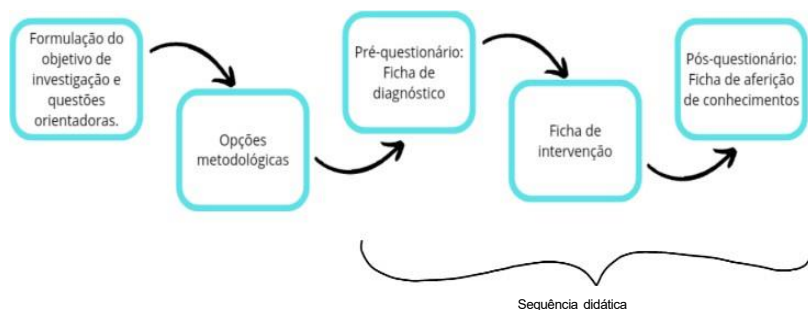 Formulação do
objetivo de
investigação e
questões
orientadoras.
Opções
metodológicas
Pré-questionário:
Ficha de
diagnóstico
Ficha de
intervenção
Pós-questionário:
Ficha de aferição
de conhecimentos
Sequência didática